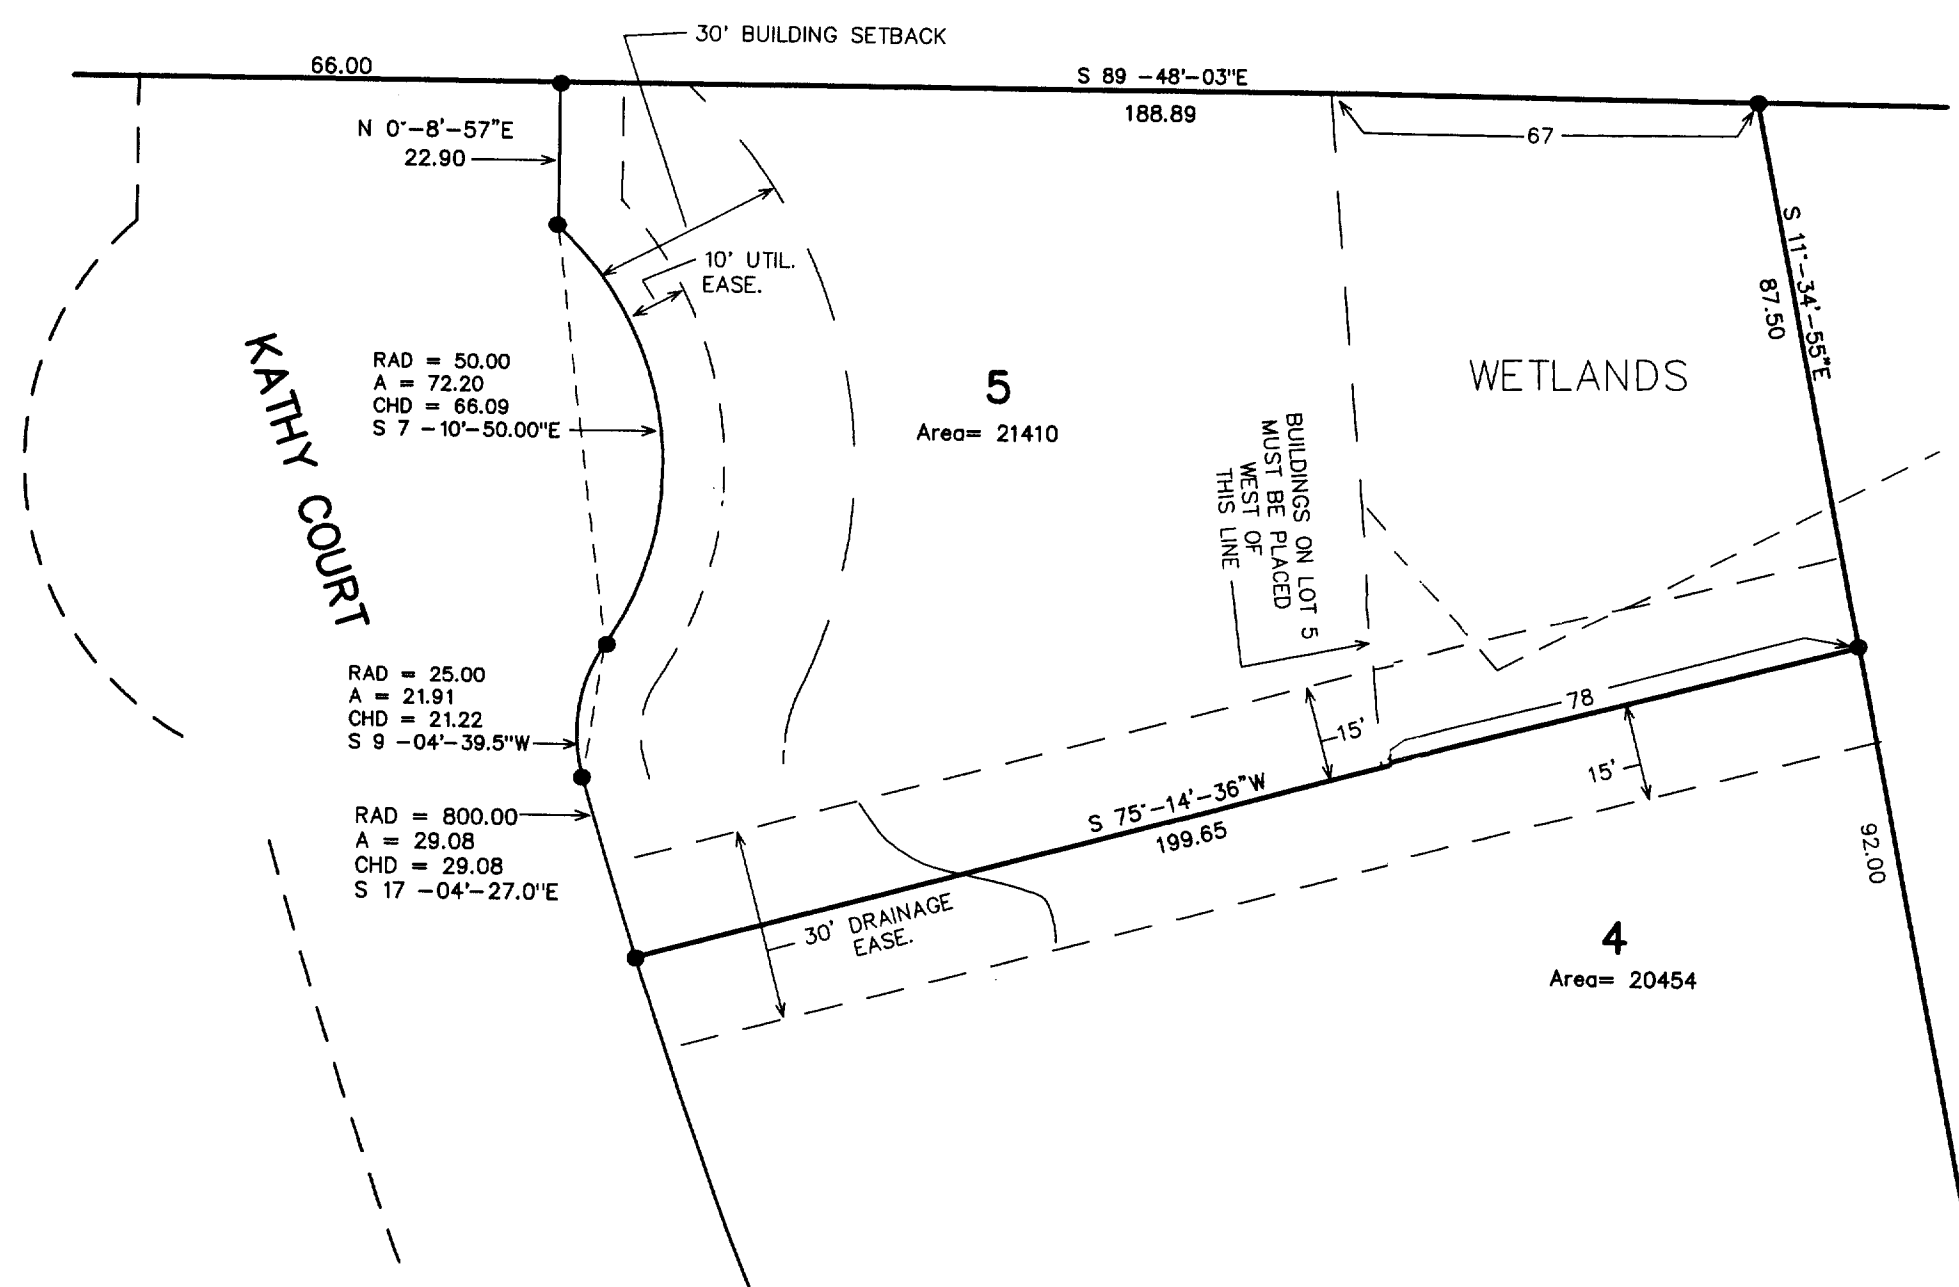 30' BUILDING SETBACK
66.00
S 89 -48'-03"E
188.89
N 0°-8'-57"E
22.90
67
10' UTIL.
EASE.
S 11°-34'-55"E
87.50
KATHY COURT
RAD = 50.00
A = 72.20
CHD = 66.09
S 7 -10'-50.00"E
5
Area= 21410
WETLANDS
BUILDINGS ON LOT 5
MUST BE PLACED
WEST OF
THIS LINE
RAD = 25.00
A = 21.91
CHD = 21.22
S 9 -04'-39.5"W
78
15'
15'
RAD = 800.00
A = 29.08
CHD = 29.08
S 17 -04'-27.0"E
S 75°-14'-36"W
199.65
92.00
30' DRAINAGE
EASE.
4
Area= 20454